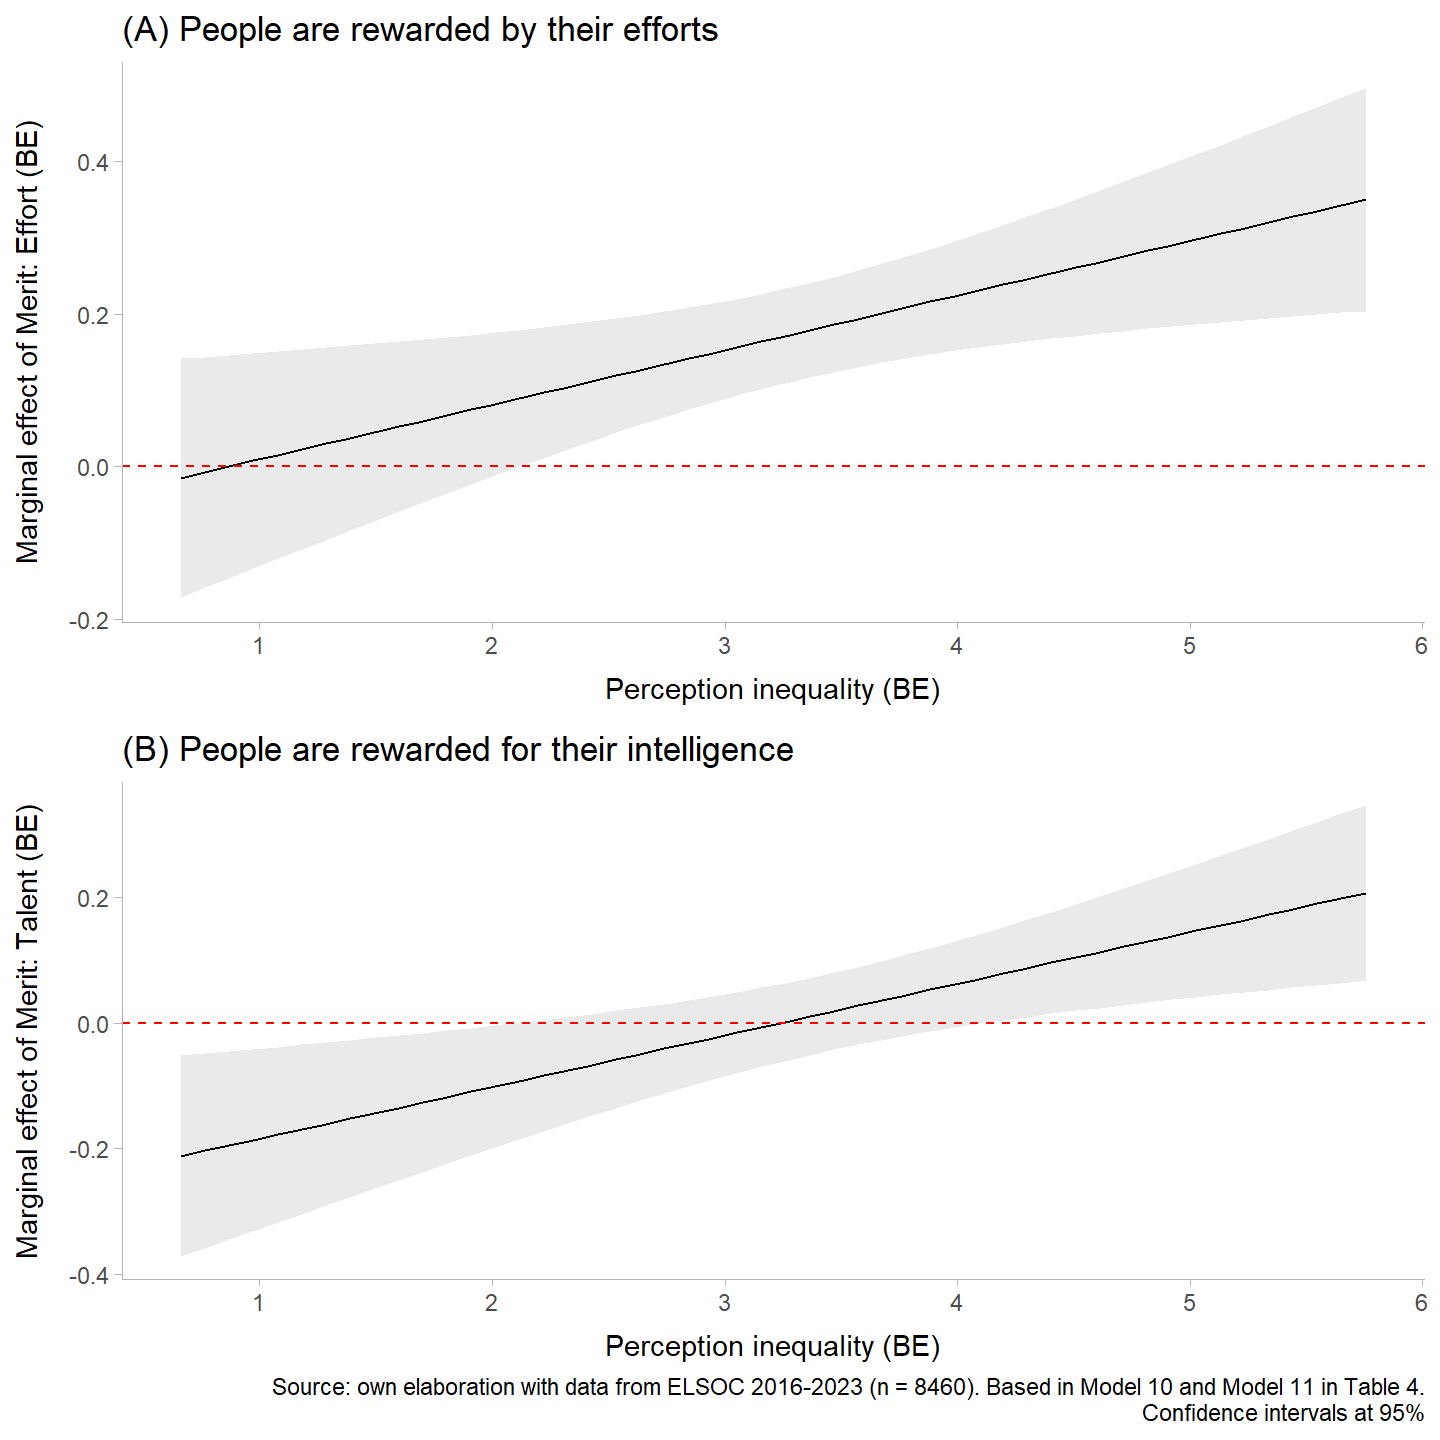 (A) People are rewarded by their efforts
Marginal effect of Merit: Effort (BE)
0.4
0.2
0.0
-0.2
1 2 3 4 5 6
Perception inequality (BE)
(B) People are rewarded for their intelligence
Marginal effect of Merit: Talent (BE)
0.2
0.0
-0.2
-0.4
1 2 3 4 5 6
Perception inequality (BE)
Source: own elaboration with data from ELSOC 2016-2023 (n = 8460). Based in Model 10 and Model 11 in Table 4.
Confidence intervals at 95%